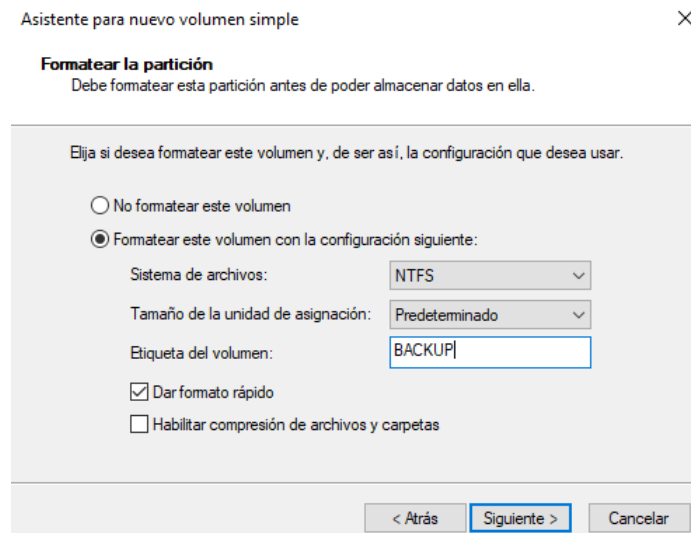 Asistente para nuevo volumen simple
Formatear la partición
Debe formatear esta partición antes de poder almacenar datos en ella.
Elija si desea formatear este volumen y, de ser así, la configuración que desea usar.
No formatear este volumen
Formatear este volumen con la configuración siguiente:
Sistema de archivos: NTFS
Tamaño de la unidad de asignación: Predeterminado
Etiqueta del volumen: BACKUP
Dar formato rápido
Habilitar compresión de archivos y carpetas
< Atrás Siguiente > Cancelar